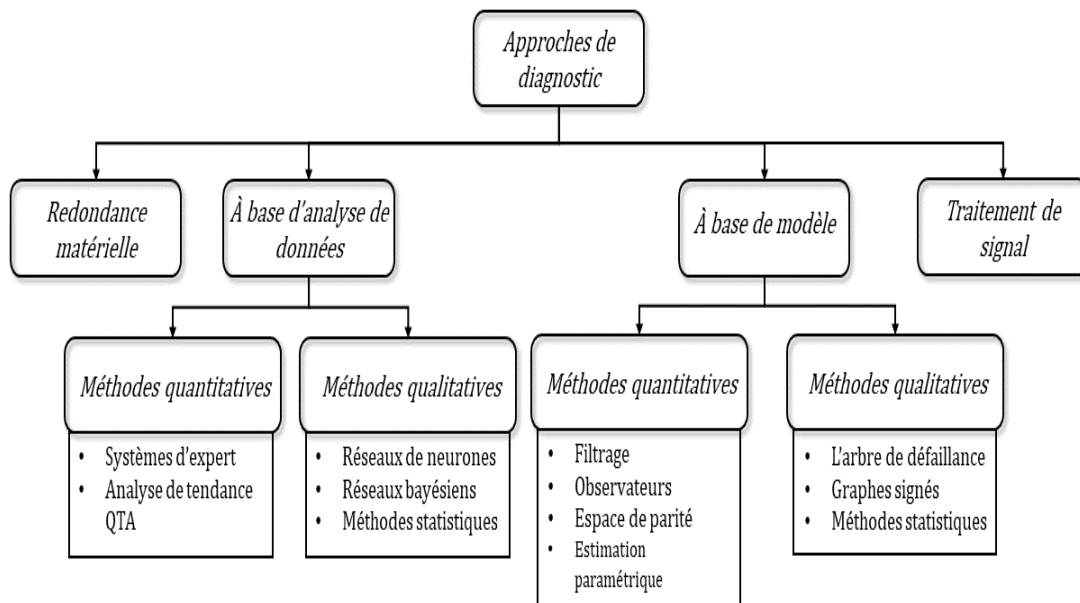 Approches de
diagnostic
Redondance
matérielle
À base d'analyse de
données
À base de modèle
Traitement de
signal
Méthodes quantitatives
• Systèmes d'expert
• Analyse de tendance
QTA
Méthodes qualitatives
• Réseaux de neurones
• Réseaux bayésiens
• Méthodes statistiques
Méthodes quantitatives
• Filtrage
• Observateurs
• Espace de parité
• Estimation
paramétrique
Méthodes qualitatives
• L'arbre de défaillance
• Graphes signés
• Méthodes statistiques